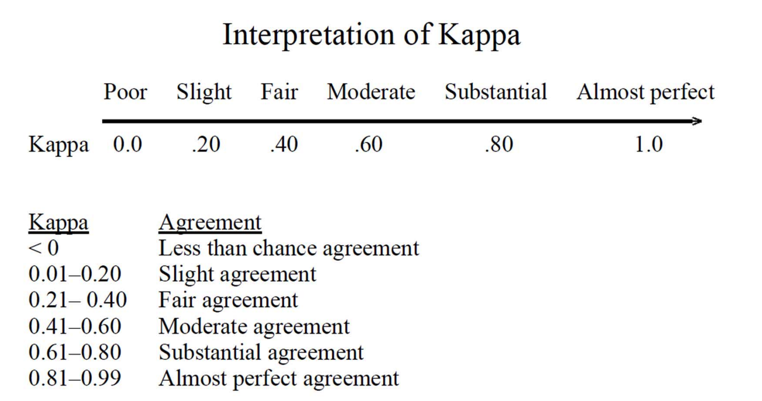 Interpretation of Kappa
Poor Slight Fair Moderate Substantial Almost perfect
Kappa 0.0 .20 .40 .60 .80 1.0
Kappa Agreement
< 0 Less than chance agreement
0.01–0.20 Slight agreement
0.21– 0.40 Fair agreement
0.41–0.60 Moderate agreement
0.61–0.80 Substantial agreement
0.81–0.99 Almost perfect agreement